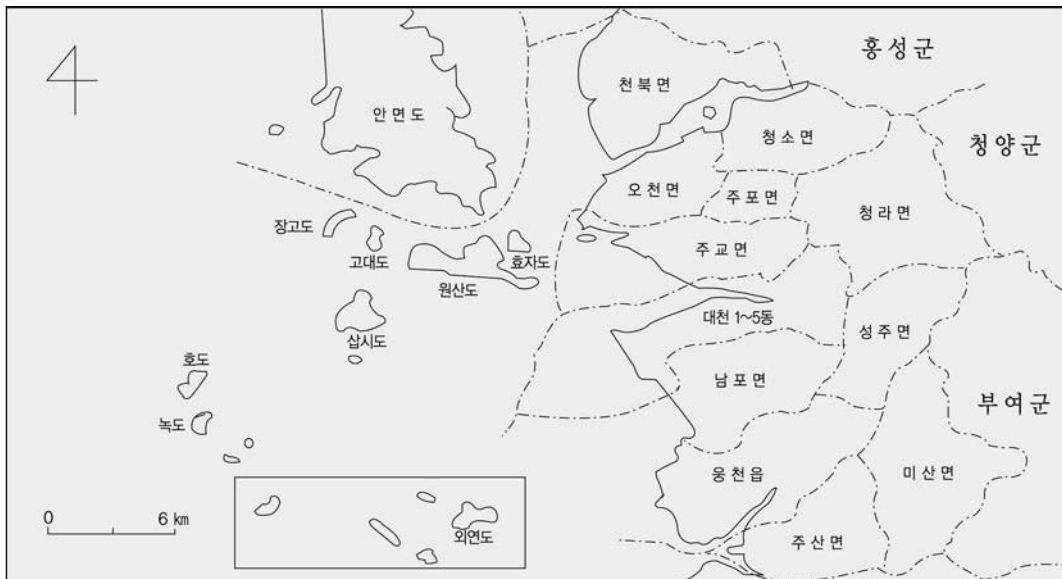 홍성군
천북면
안면도
청소면
청양군
오천면
주포면
청라면
장고도
고대도
효자도
주교면
원산도
대천 1~5동
삽시도
성주면
호도
남포면
부여군
녹도
웅천읍
미산면
0 6 km
외연도
주산면